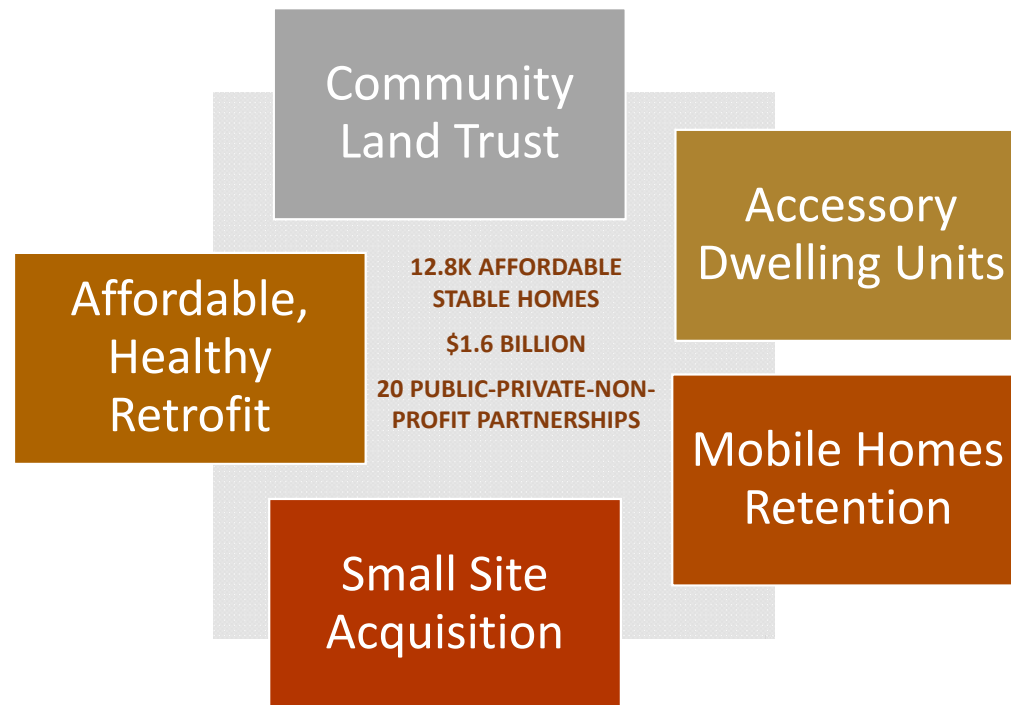 Community
Land Trust
Accessory
Dwelling Units
Affordable,
Healthy
Retrofit
12.8K AFFORDABLE
STABLE HOMES
$1.6 BILLION
20 PUBLIC-PRIVATE-NON-
PROFIT PARTNERSHIPS
Mobile Homes
Retention
Small Site
Acquisition